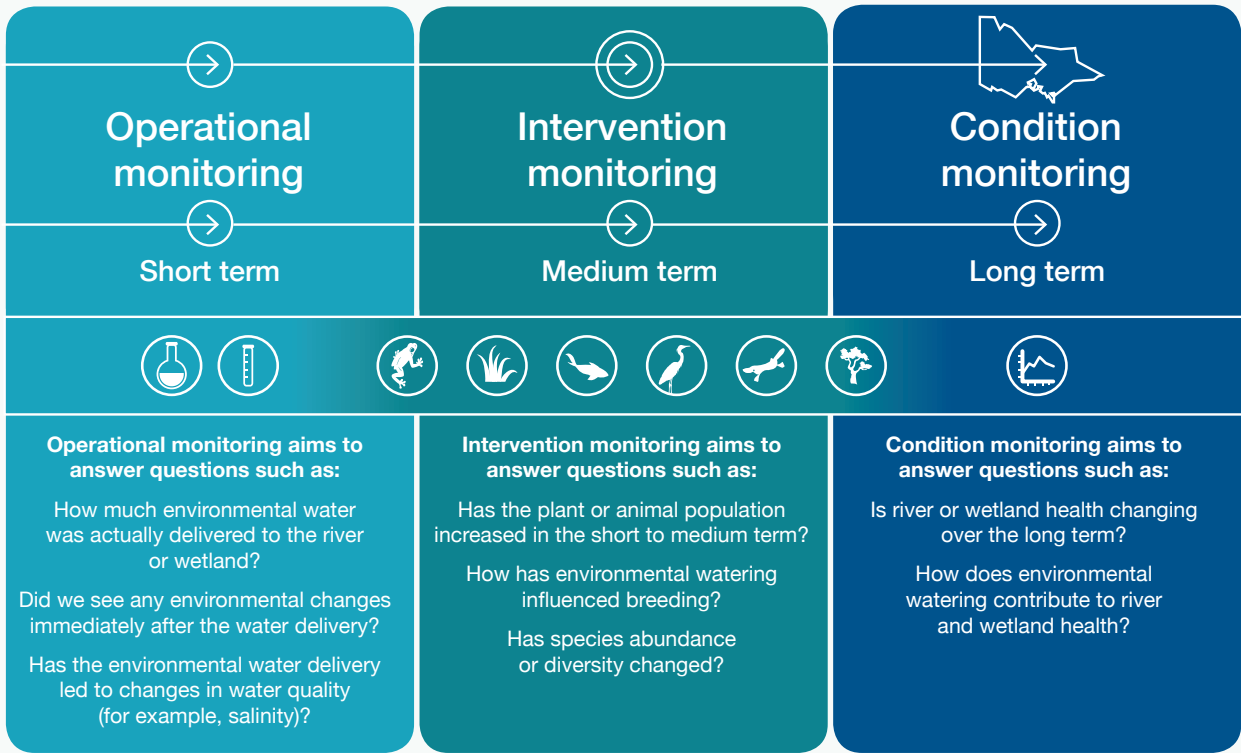 Operational
monitoring
Short term
Operational monitoring aims to
answer questions such as:
How much environmental water
was actually delivered to the river
or wetland?
Did we see any environmental changes
immediately after the water delivery?
Has the environmental water delivery
led to changes in water quality
(for example, salinity)?
Intervention
monitoring
Medium term
Intervention monitoring aims to
answer questions such as:
Has the plant or animal population
increased in the short to medium term?
How has environmental watering
influenced breeding?
Has species abundance
or diversity changed?
Condition
monitoring
Long term
Condition monitoring aims to
answer questions such as:
Is river or wetland health changing
over the long term?
How does environmental
watering contribute to river
and wetland health?